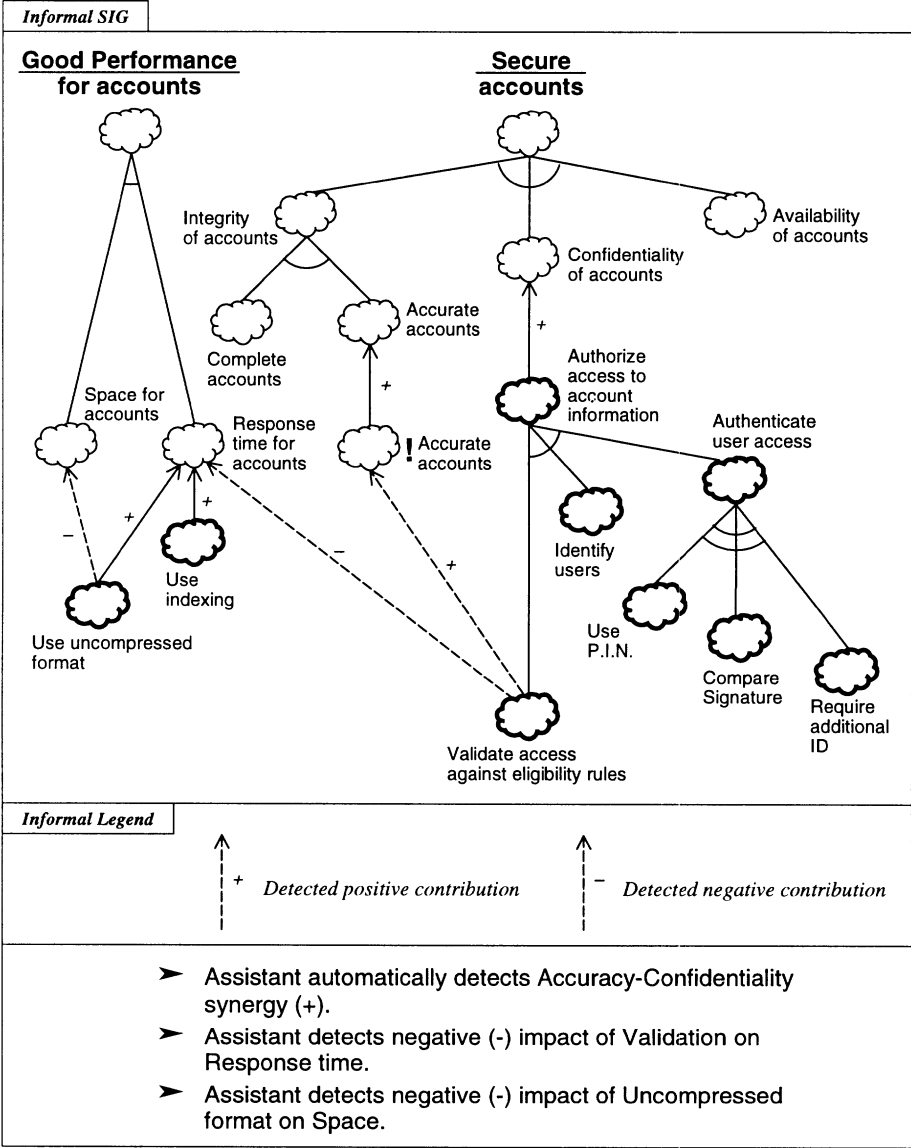 Informal SIG
Good Performance
for accounts
Secure
accounts
Integrity
of accounts
Availability
of accounts
Confidentiality
of accounts
Complete
accounts
Accurate
accounts
+
+
Authorize
access to
account
information
Space for
accounts
Response
time for
accounts
! Accurate
accounts
Authenticate
user access
–
+
+
–
+
Use
indexing
Identify
users
Use uncompressed
format
Use
P.I.N.
Compare
Signature
Require
additional
ID
Validate access
against eligibility rules
Informal Legend
+ Detected positive contribution
– Detected negative contribution
➤ Assistant automatically detects Accuracy-Confidentiality
synergy (+).
➤ Assistant detects negative (-) impact of Validation on
Response time.
➤ Assistant detects negative (-) impact of Uncompressed
format on Space.